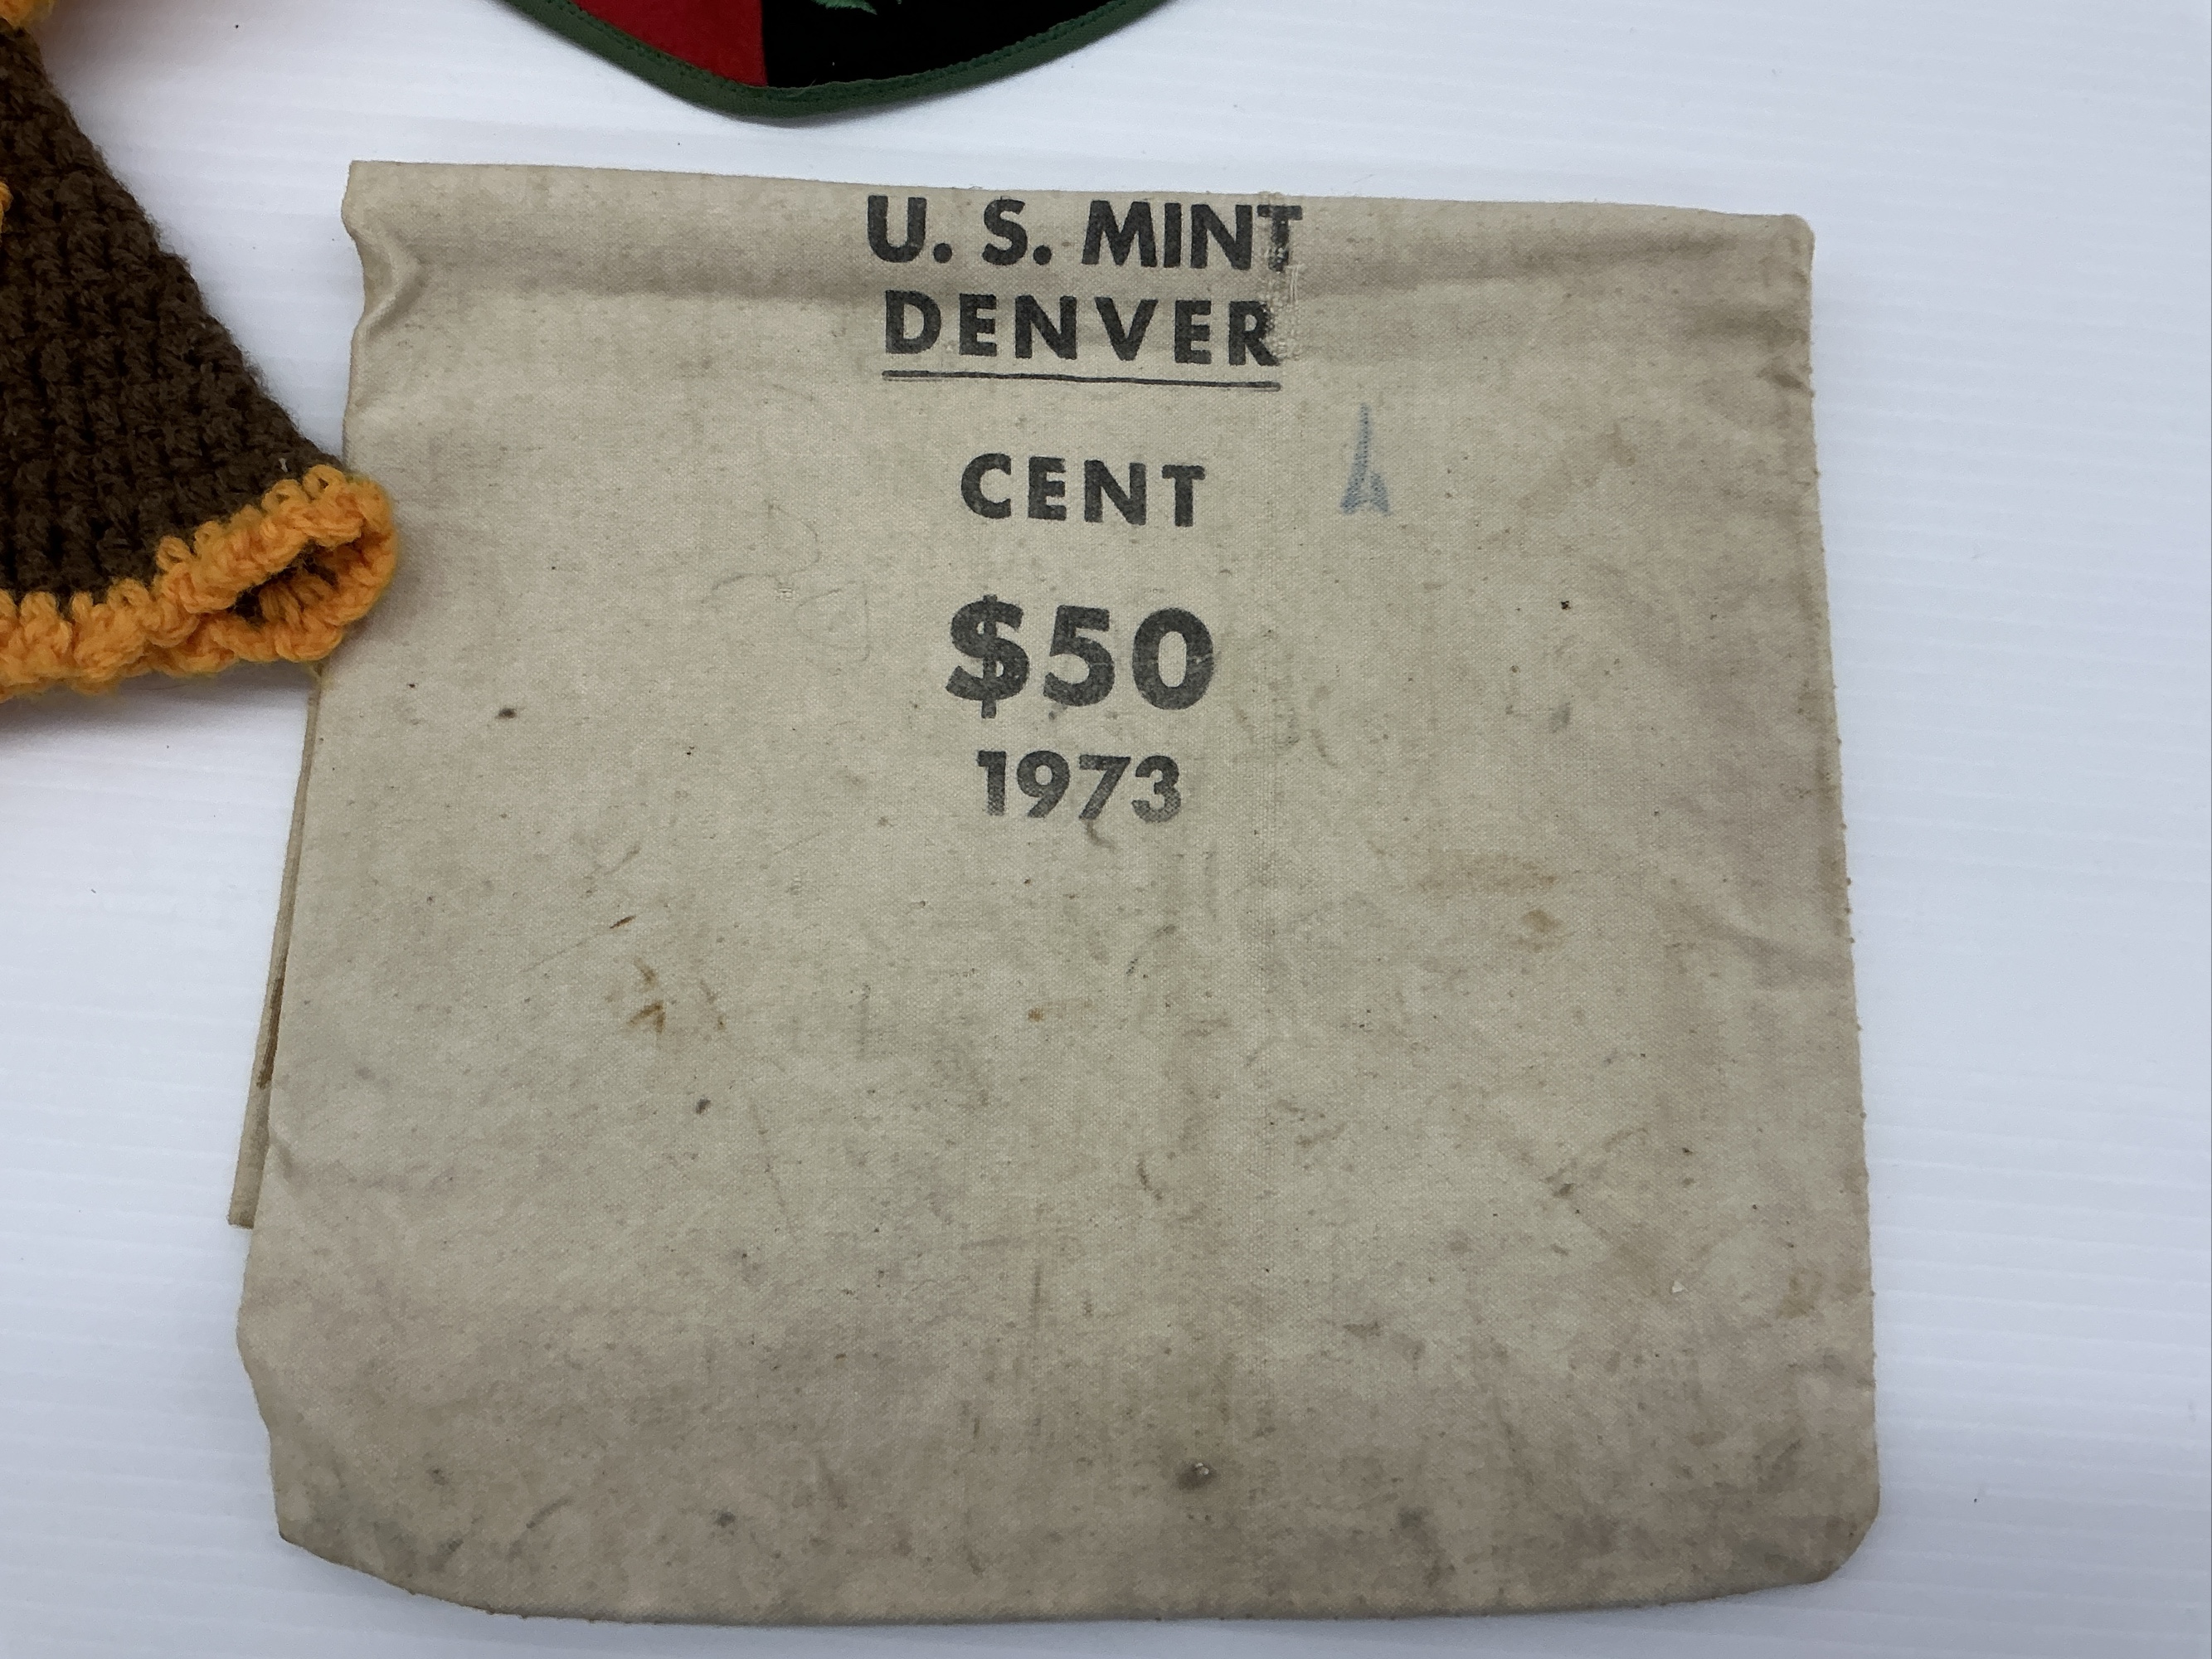 U. S. MINT
DENVER
CENT
$50
1973